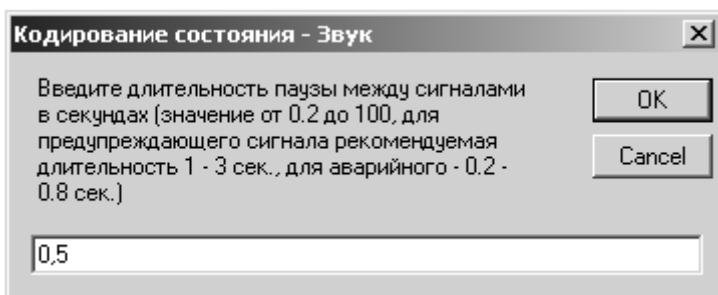 Кодирование состояния - Звук
Введите длительность паузы между сигналами
в секундах (значение от 0.2 до 100, для
предупреждающего сигнала рекомендуемая
длительность 1 - 3 сек., для аварийного - 0.2 -
0.8 сек.)
OK
Cancel
0,5